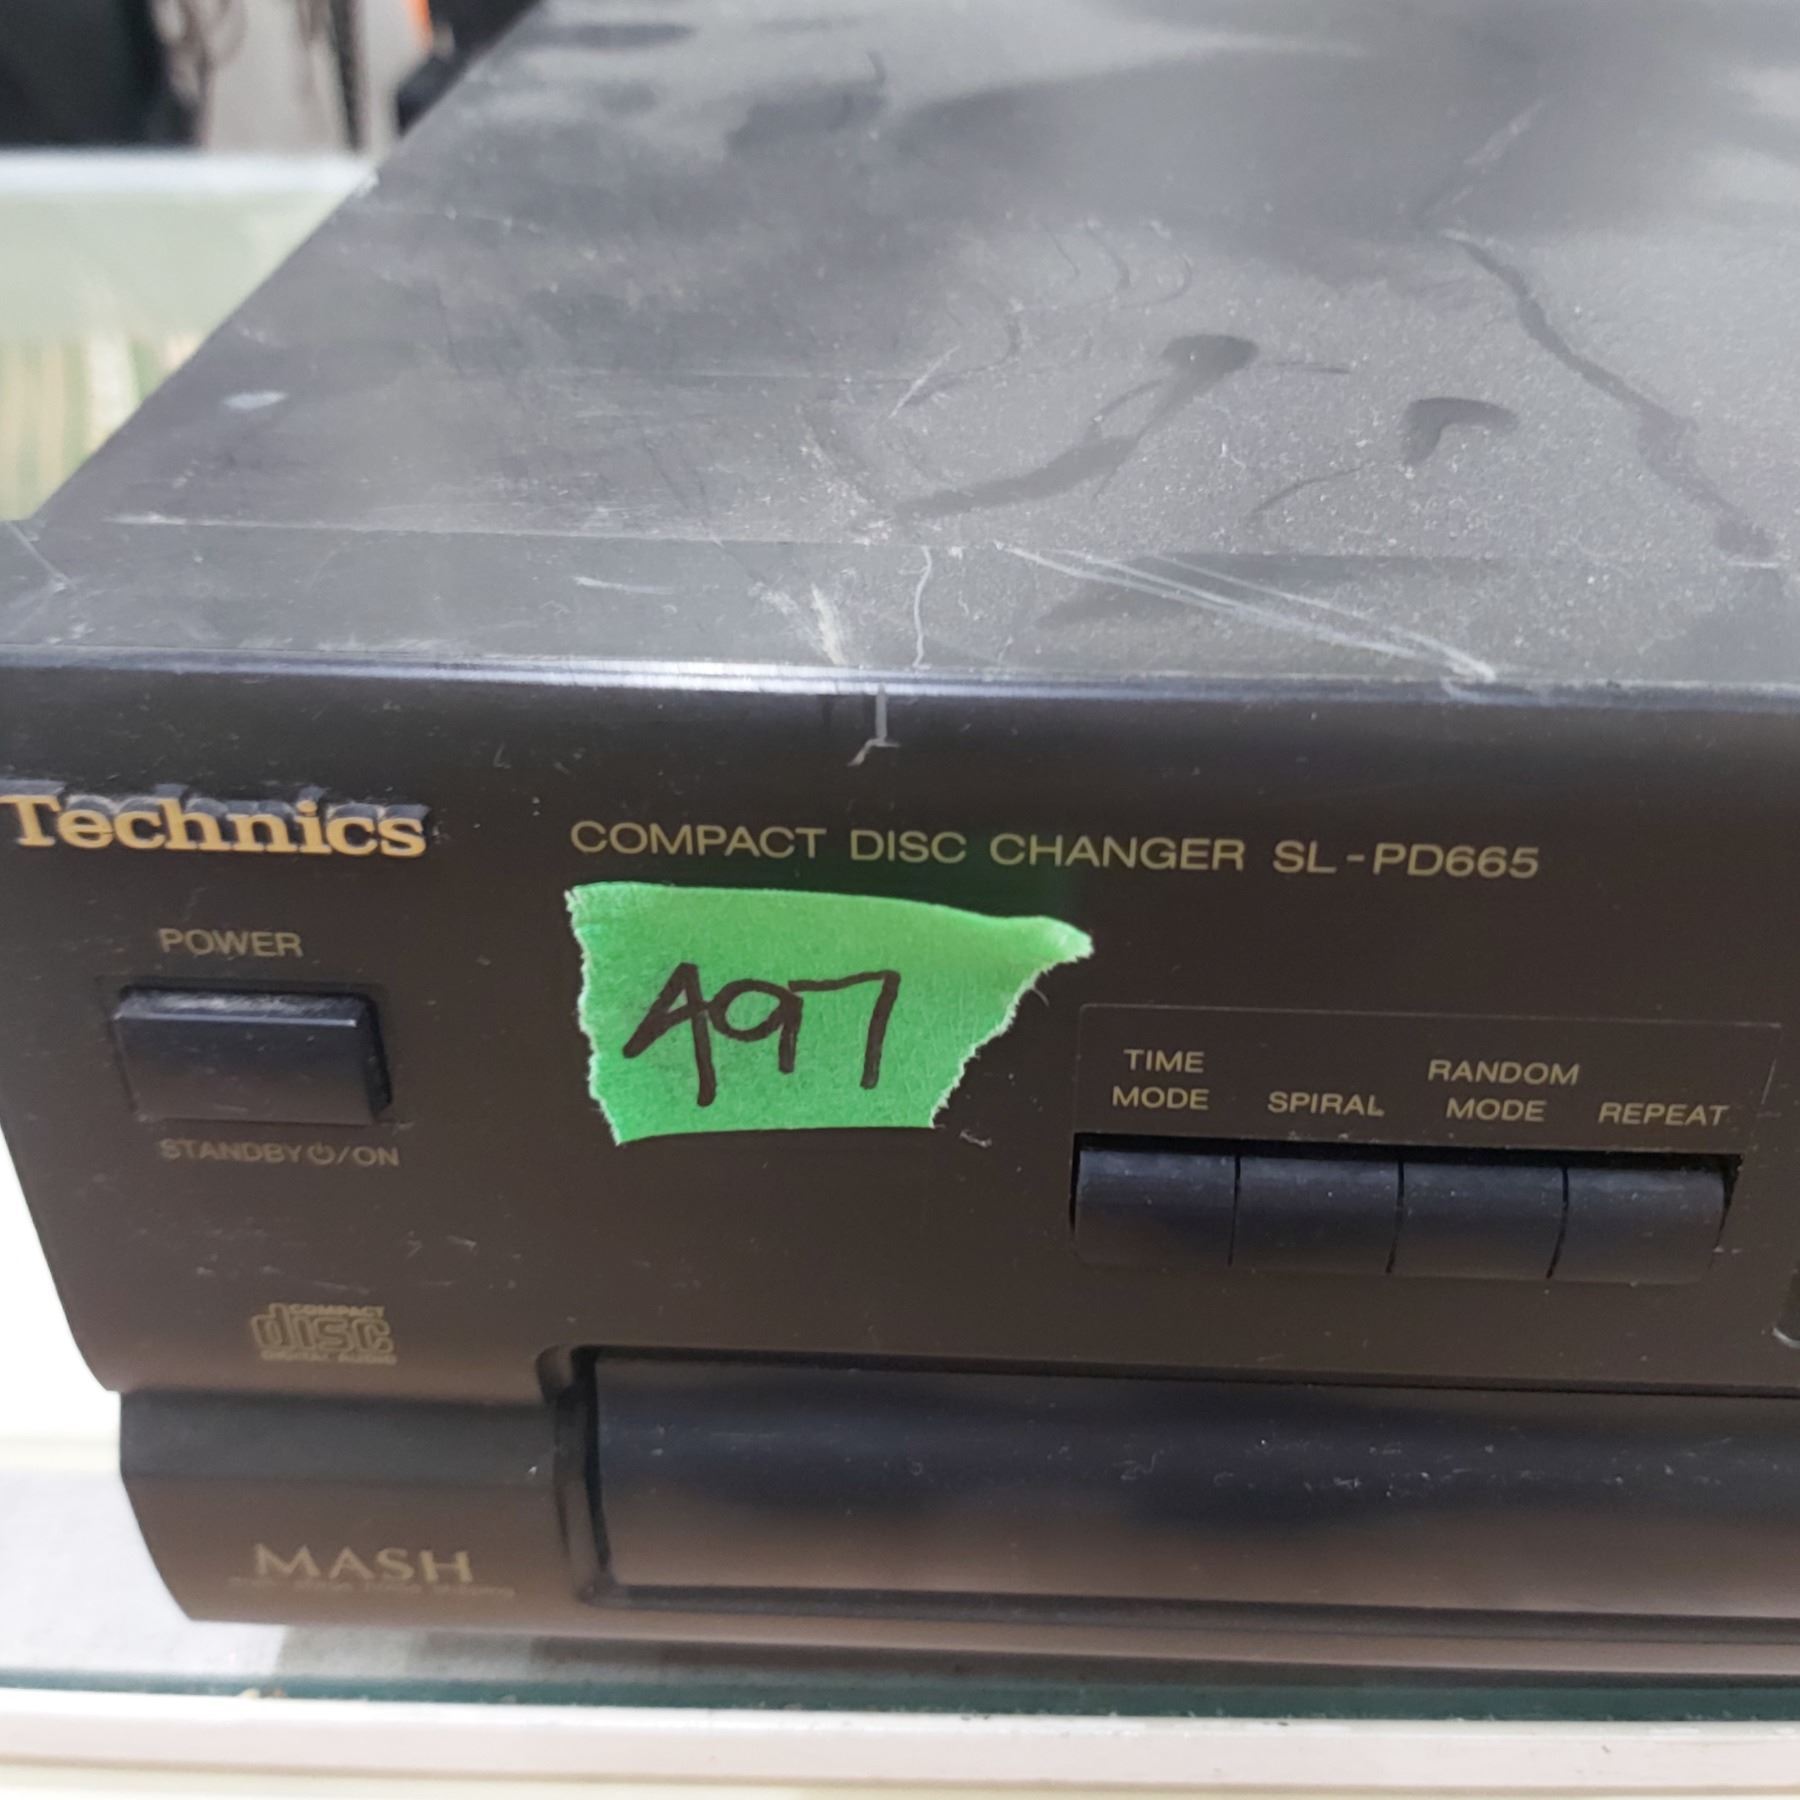 Technics
COMPACT DISC CHANGER SL-PD665
POWER
STANDBY⏻/ON
497
TIME MODE
SPIRAL
RANDOM MODE
REPEAT
COMPACT
disc
DIGITAL AUDIO
MASH